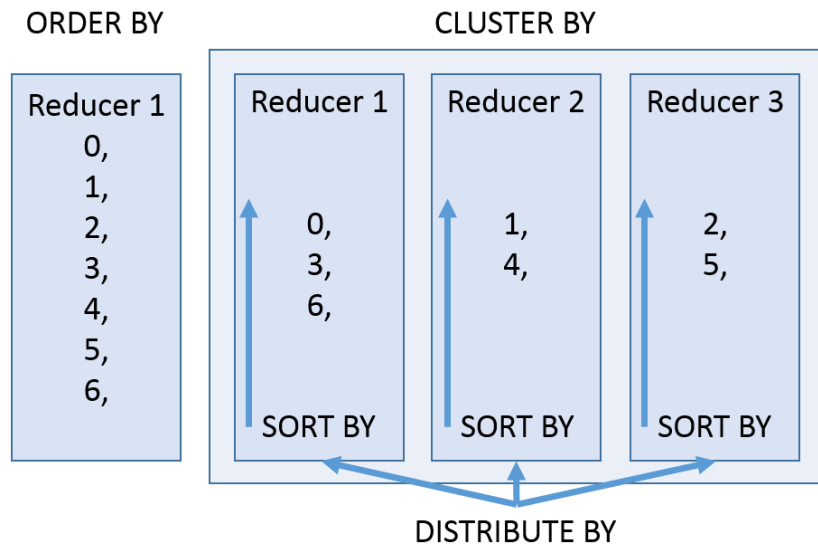 ORDER BY
CLUSTER BY
Reducer 1
0,
1,
2,
3,
4,
5,
6,
Reducer 1
0,
3,
6,
SORT BY
Reducer 2
1,
4,
SORT BY
Reducer 3
2,
5,
SORT BY
DISTRIBUTE BY